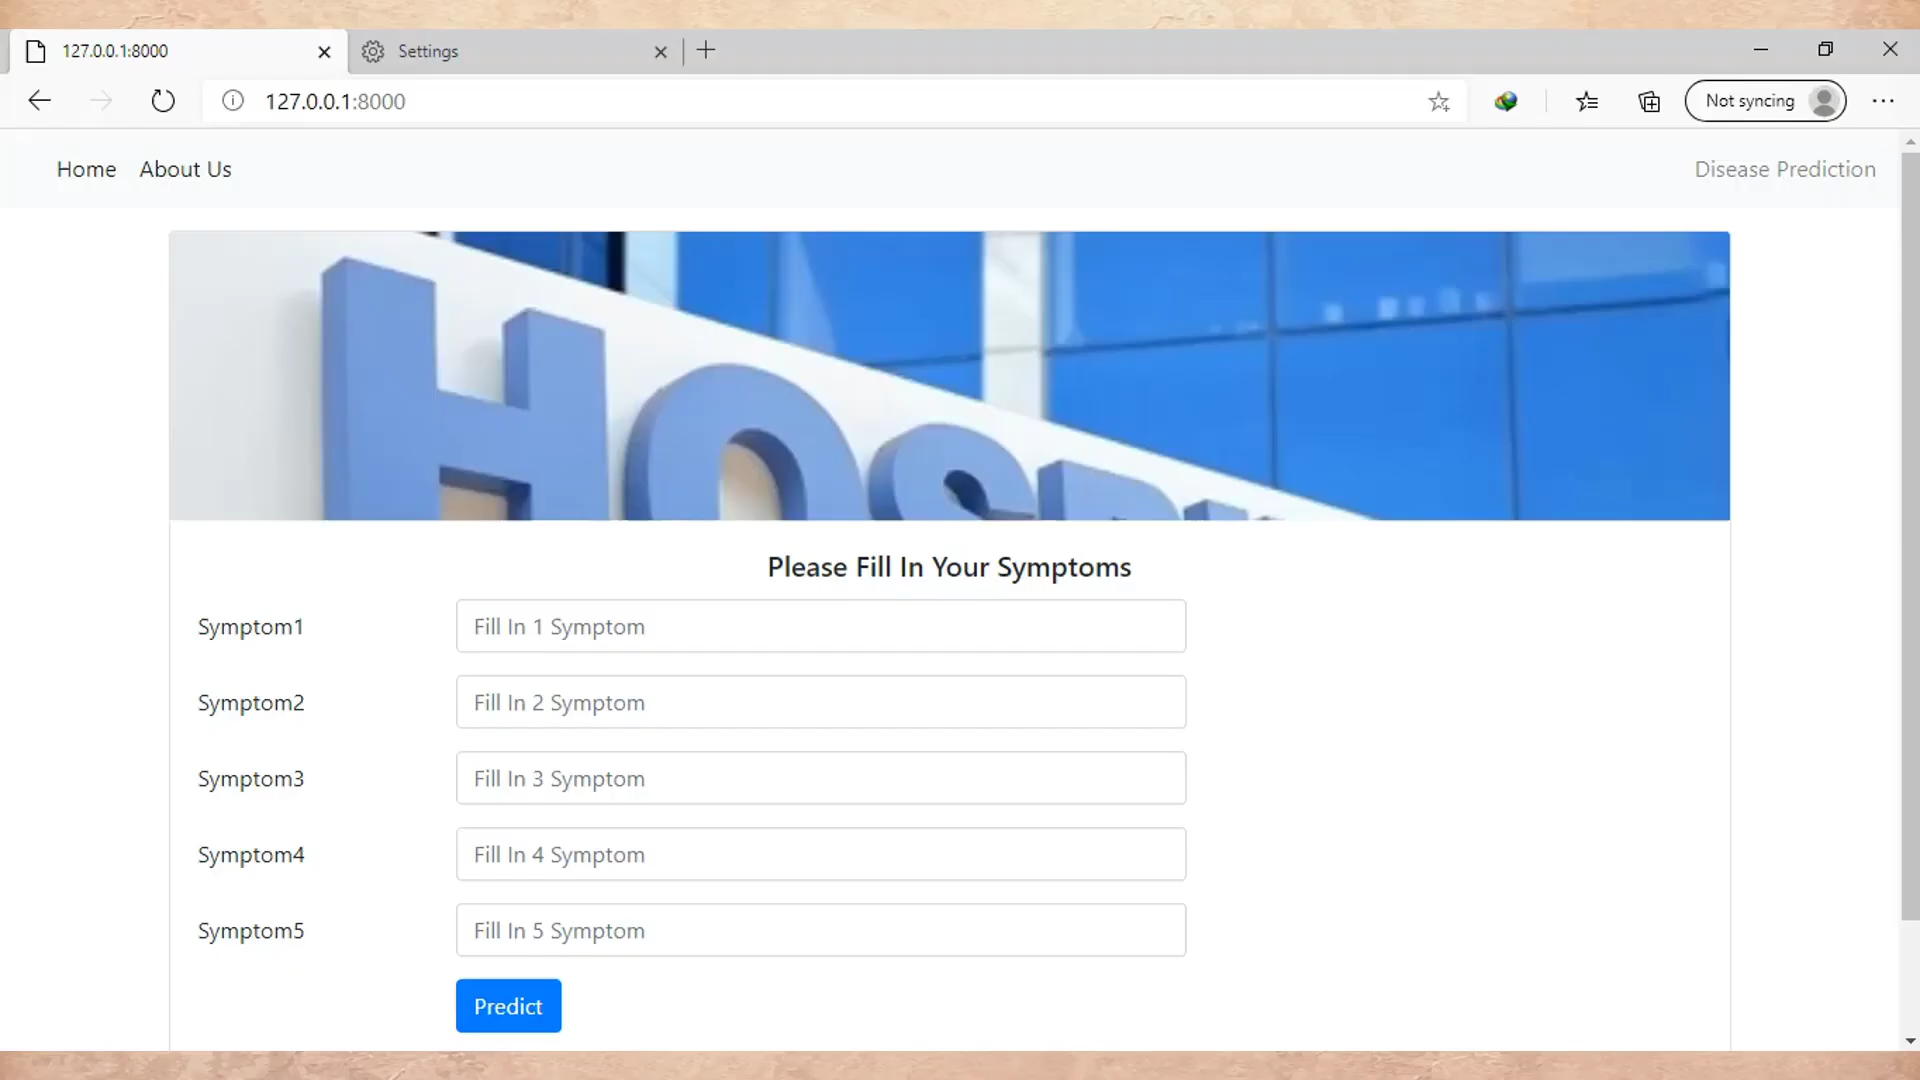 127.0.0.1:8000
Settings
127.0.0.1:8000
Not syncing
Home
About Us
Disease Prediction
HOSP
Please Fill In Your Symptoms
Symptom1
Fill In 1 Symptom
Symptom2
Fill In 2 Symptom
Symptom3
Fill In 3 Symptom
Symptom4
Fill In 4 Symptom
Symptom5
Fill In 5 Symptom
Predict